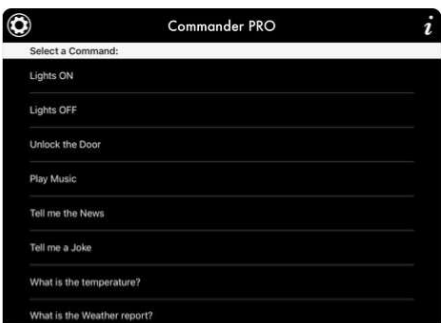 Commander PRO
i
Select a Command:
Lights ON
Lights OFF
Unlock the Door
Play Music
Tell me the News
Tell me a Joke
What is the temperature?
What is the Weather report?